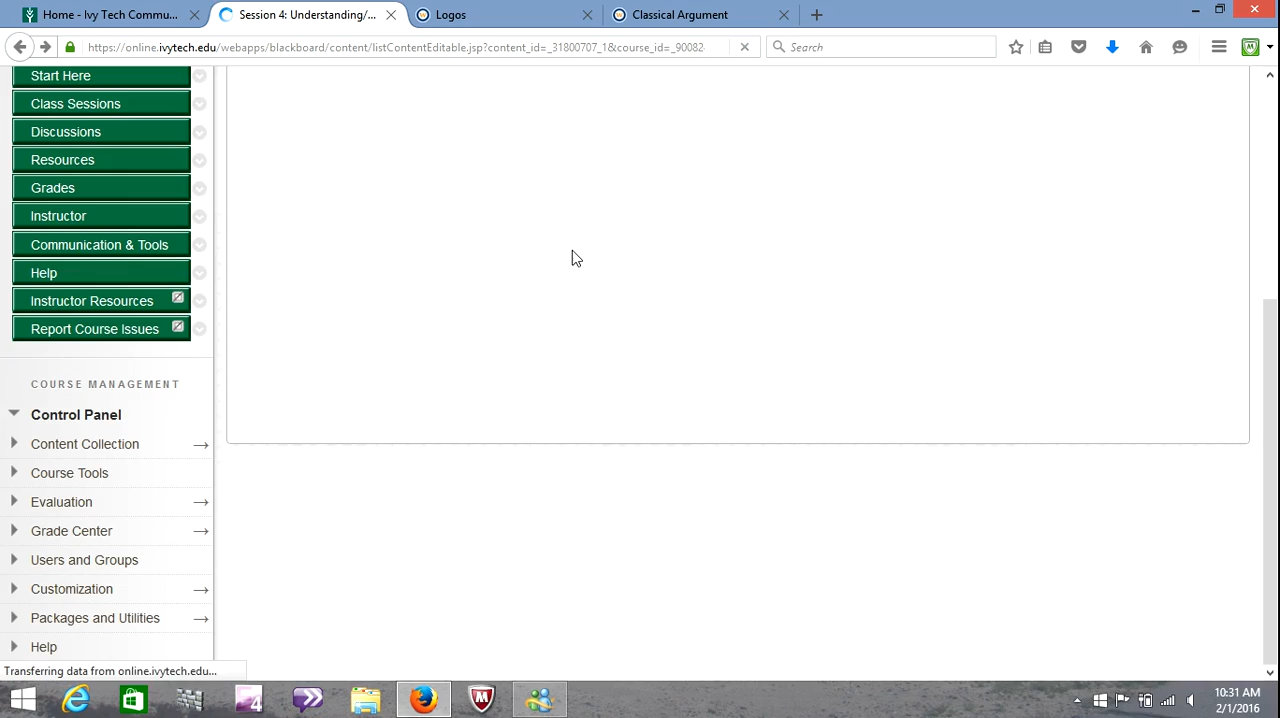 Home - Ivy Tech Commu...
Session 4: Understanding/...
Logos
Classical Argument
https://online.ivytech.edu/webapps/blackboard/content/listContentEditable.jsp?content_id=_31800707_1&course_id=_90082
Search
Start Here
Class Sessions
Discussions
Resources
Grades
Instructor
Communication & Tools
Help
Instructor Resources
Report Course Issues
COURSE MANAGEMENT
Control Panel
Content Collection
Course Tools
Evaluation
Grade Center
Users and Groups
Customization
Packages and Utilities
Help
Transferring data from online.ivytech.edu...
4
10:31 AM
2/1/2016